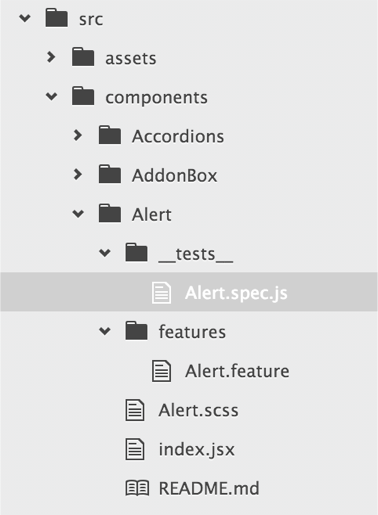 src
assets
components
Accordions
AddonBox
Alert
__tests__
Alert.spec.js
features
Alert.feature
Alert.scss
index.jsx
README.md